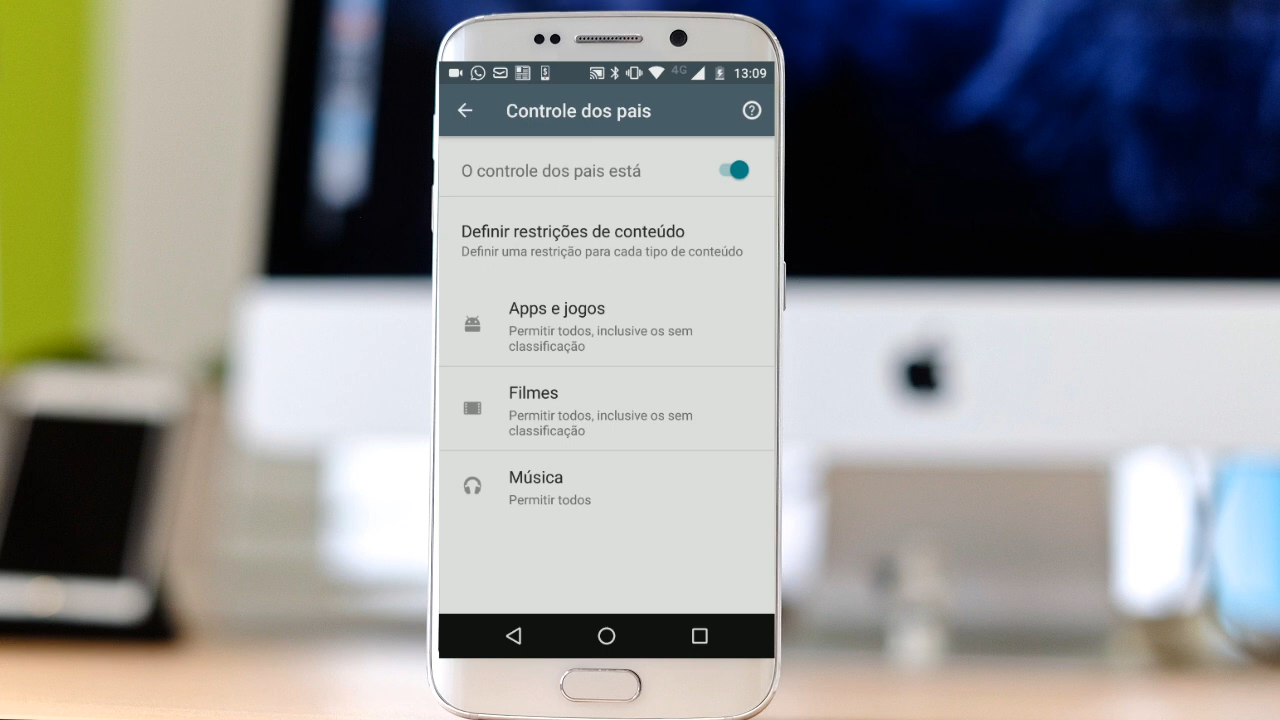 4G 13:09
Controle dos pais
O controle dos pais está
Definir restrições de conteúdo
Definir uma restrição para cada tipo de conteúdo
Apps e jogos
Permitir todos, inclusive os sem
classificação
Filmes
Permitir todos, inclusive os sem
classificação
Música
Permitir todos